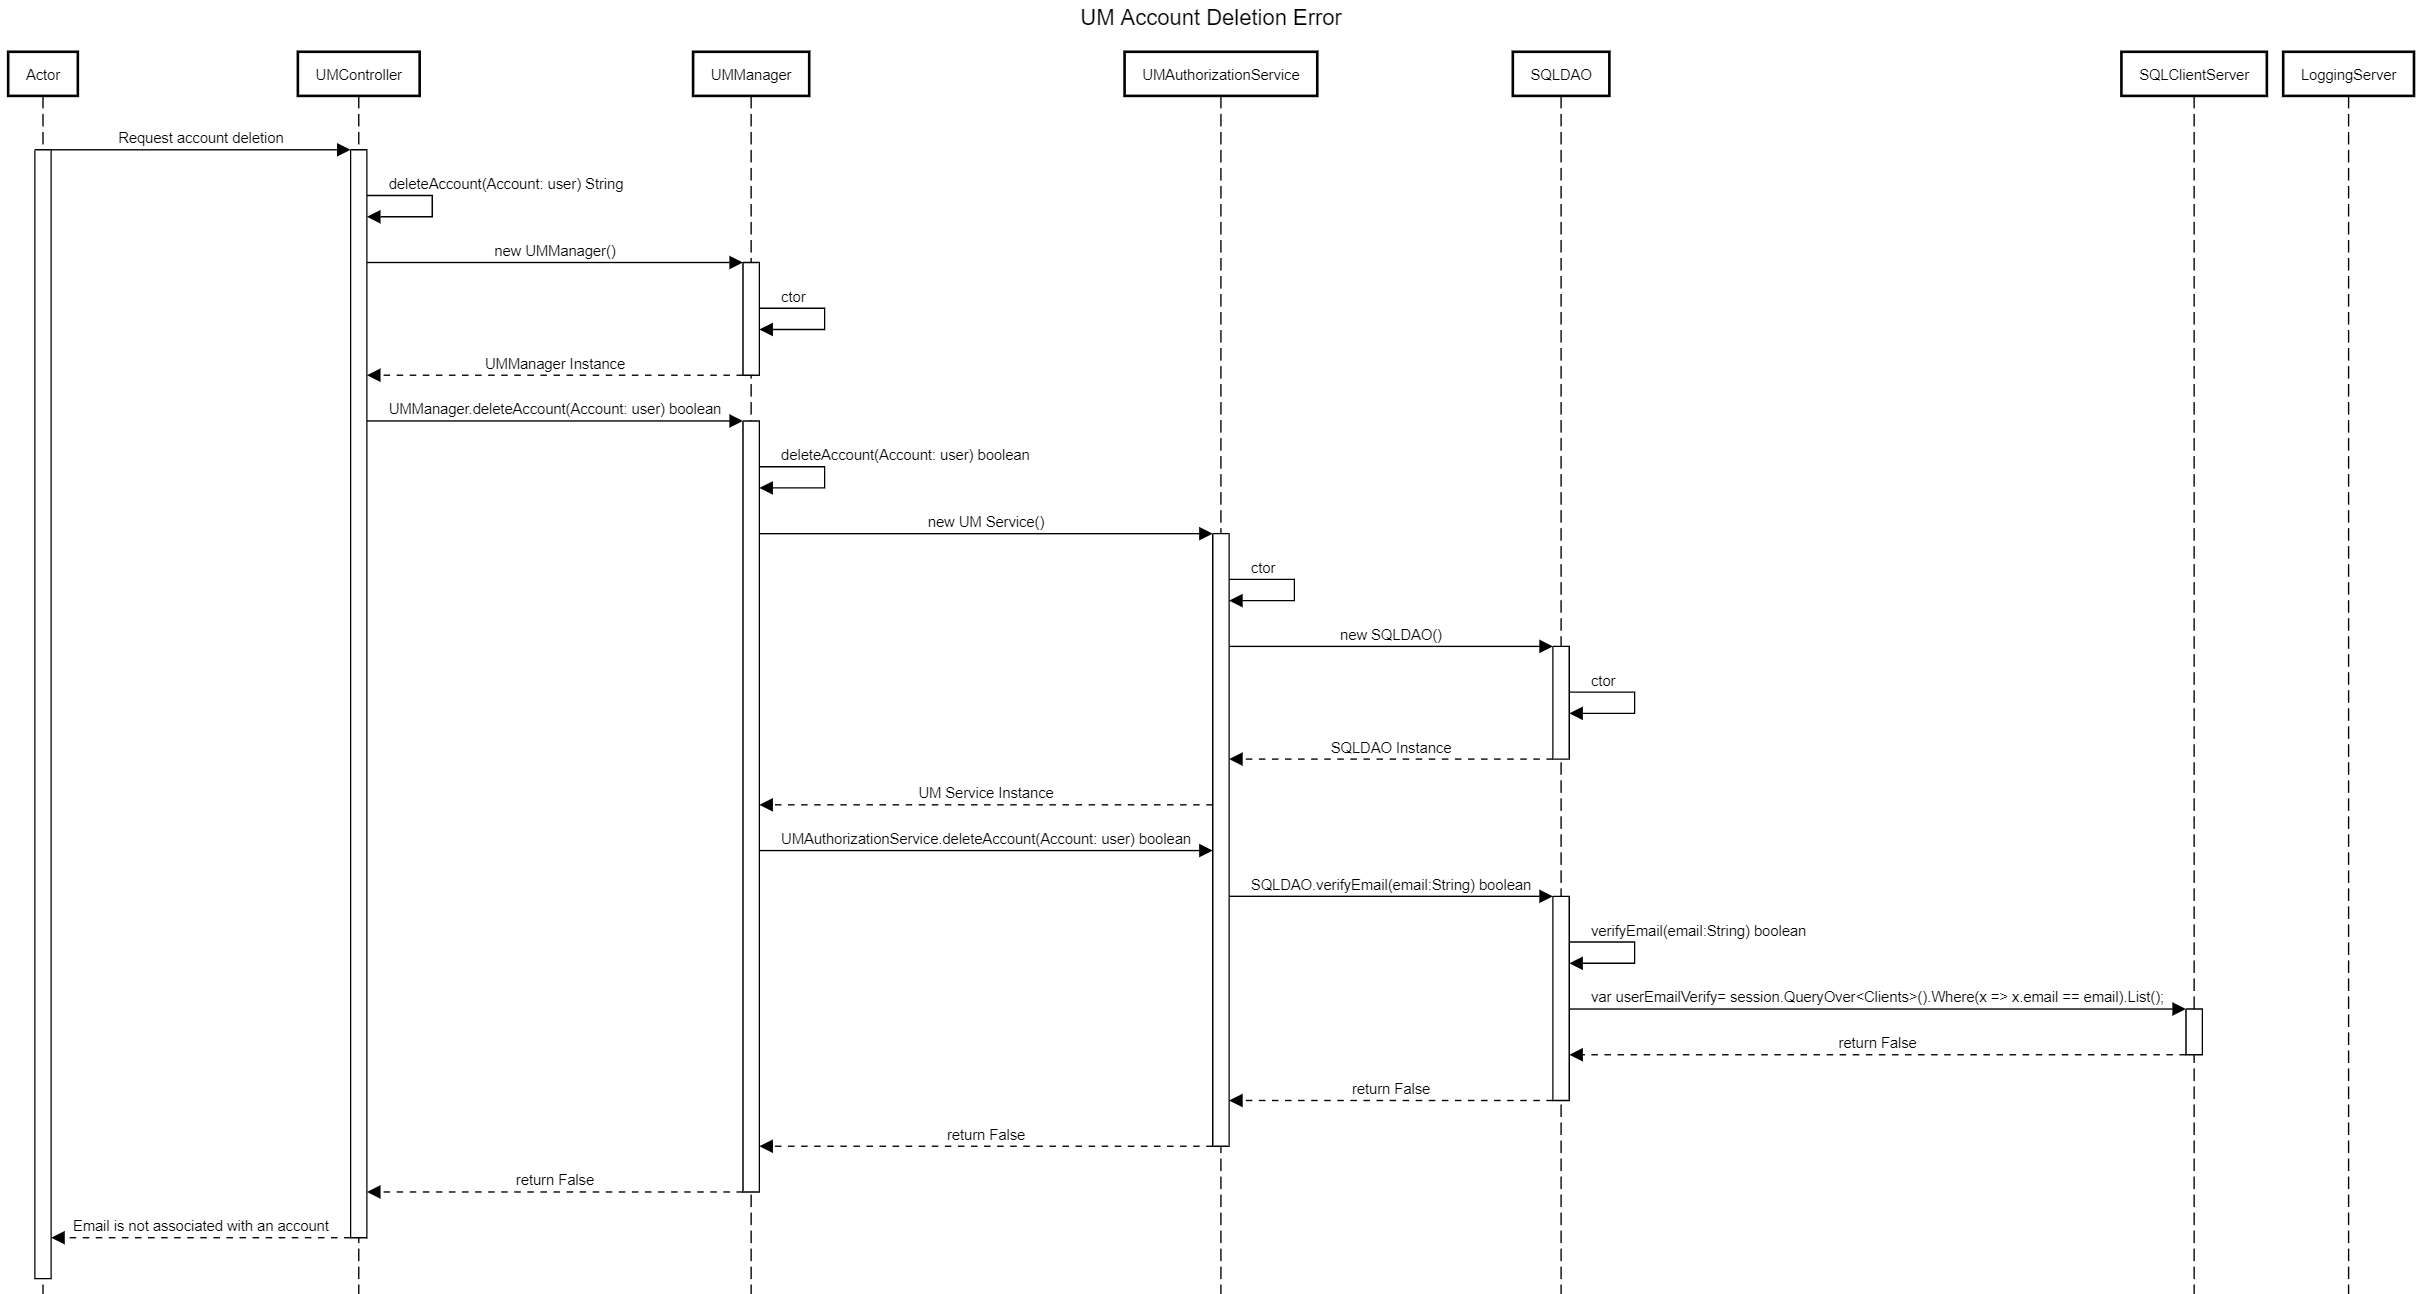 UM Account Deletion Error
Actor
UMController
UMManager
UMAuthorizationService
SQLDAO
SQLClientServer
LoggingServer
Request account deletion
deleteAccount(Account: user) String
new UMManager()
ctor
UMManager Instance
UMManager.deleteAccount(Account: user) boolean
deleteAccount(Account: user) boolean
new UM Service()
ctor
new SQLDAO()
ctor
SQLDAO Instance
UM Service Instance
UMAuthorizationService.deleteAccount(Account: user) boolean
SQLDAO.verifyEmail(email:String) boolean
verifyEmail(email:String) boolean
var userEmailVerify= session.QueryOver<Clients>().Where(x => x.email == email).List();
return False
return False
return False
return False
Email is not associated with an account